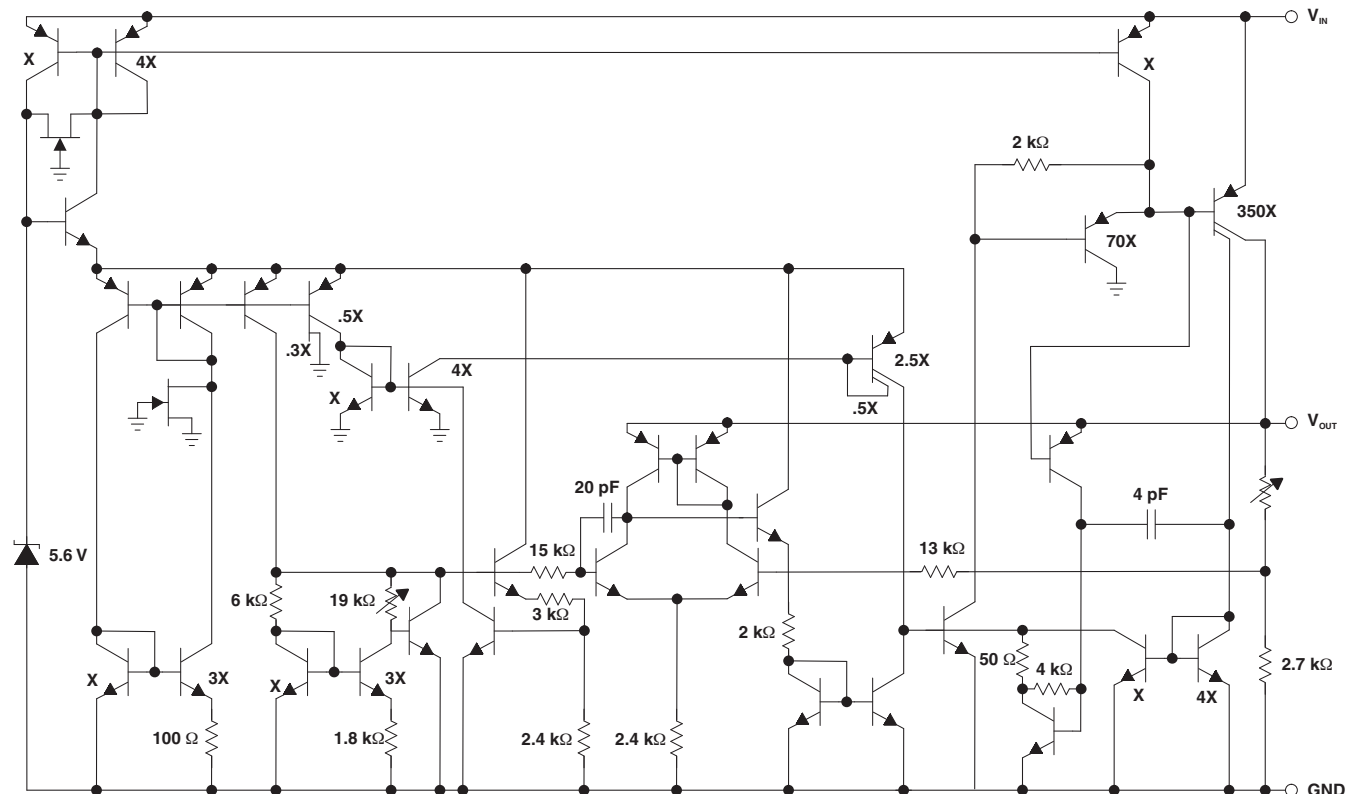 V_IN
X
4X
X
2 kΩ
350X
70X
.5X
.3X
4X
X
2.5X
.5X
V_OUT
20 pF
4 pF
5.6 V
15 kΩ
13 kΩ
6 kΩ
19 kΩ
3 kΩ
2 kΩ
50 Ω
4 kΩ
2.7 kΩ
X
3X
X
3X
X
4X
100 Ω
1.8 kΩ
2.4 kΩ
2.4 kΩ
GND